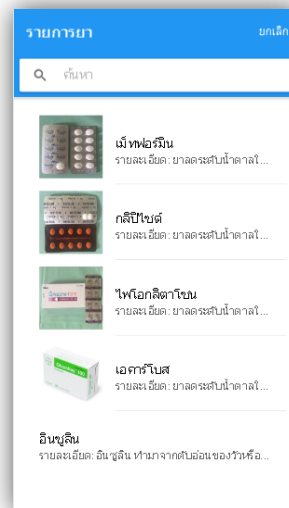 รายการยา
ยกเลิก
ค้นหา
เม็ทฟอร์มิน
รายละเอียด: ยาลดระดับน้ำตาลใ...
กลิปิไซด์
รายละเอียด: ยาลดระดับน้ำตาลใ...
ไพโอกลิตาโซน
รายละเอียด: ยาลดระดับน้ำตาลใ...
เอคาร์โบส
รายละเอียด: ยาลดระดับน้ำตาลใ...
อินซูลิน
รายละเอียด: อินซูลิน ทำมาจากตับอ่อนของวัวหรือ...